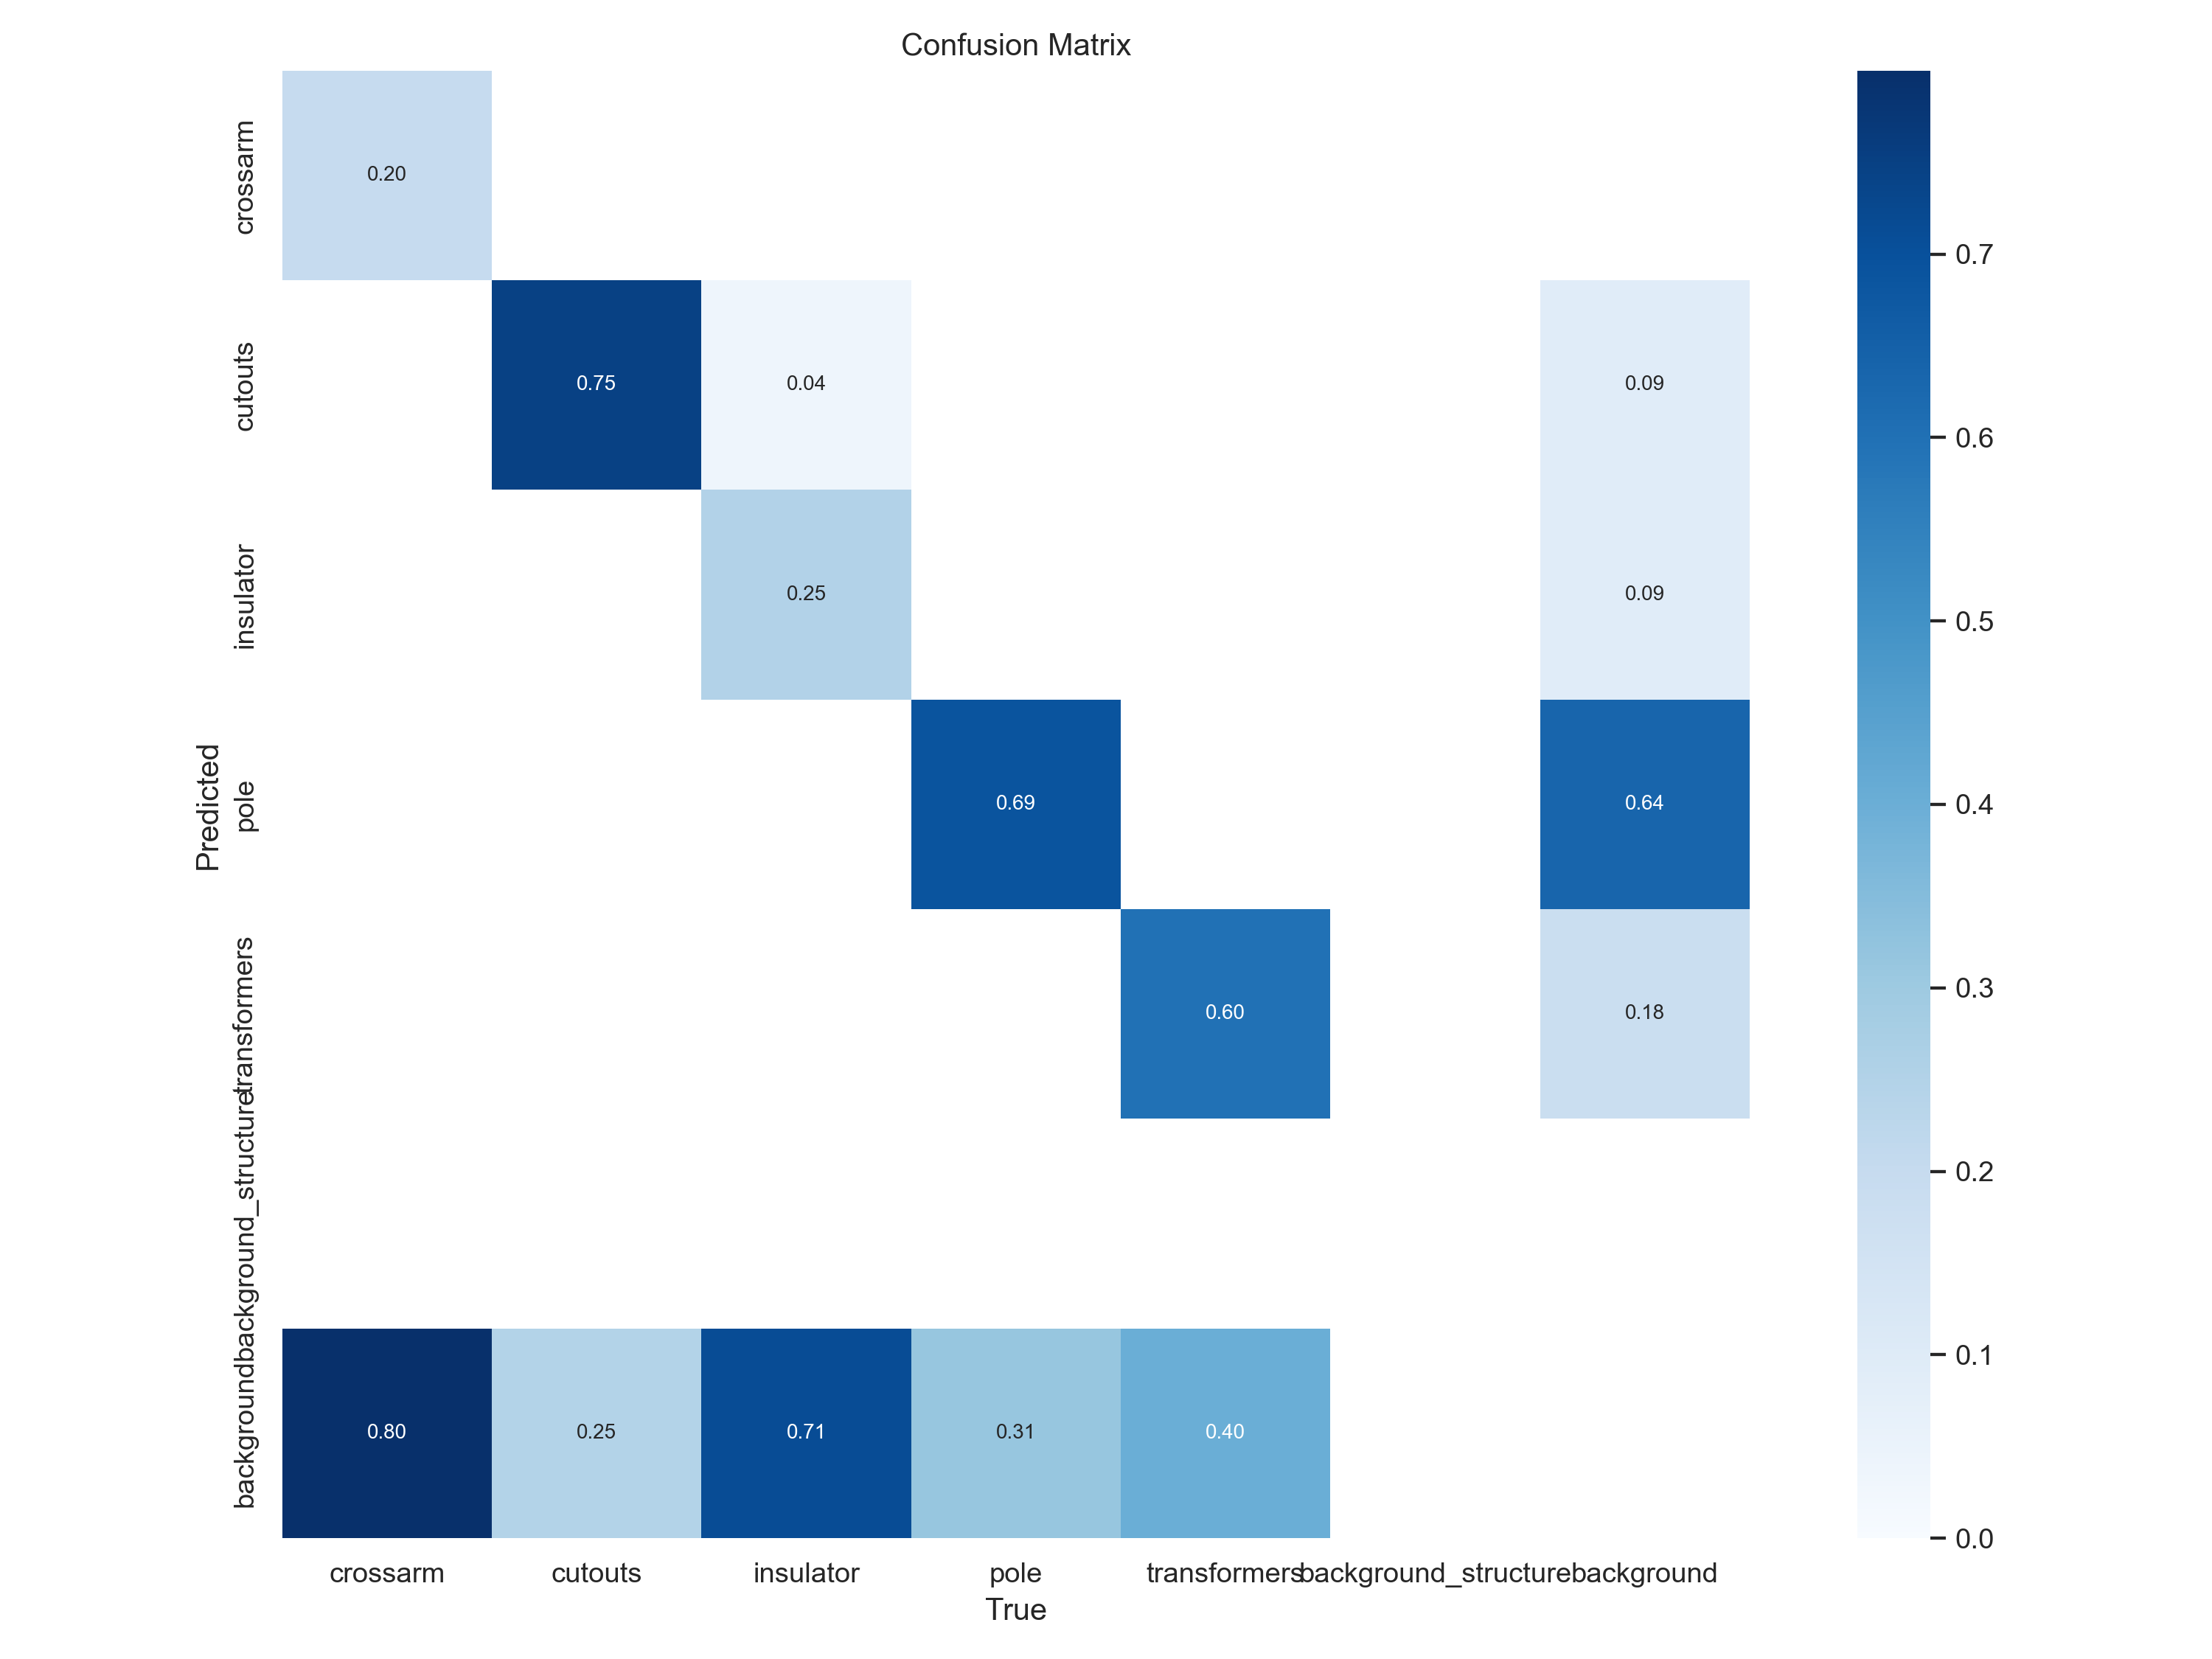 Confusion Matrix
crossarm
0.20
cutouts
0.75 0.04 0.09
insulator
0.25 0.09
pole
0.69 0.64
transformers
0.60 0.18
background_structure
background
0.80 0.25 0.71 0.31 0.40
Predicted
crossarm cutouts insulator pole transformers background_structure background
True
0.7
0.6
0.5
0.4
0.3
0.2
0.1
0.0